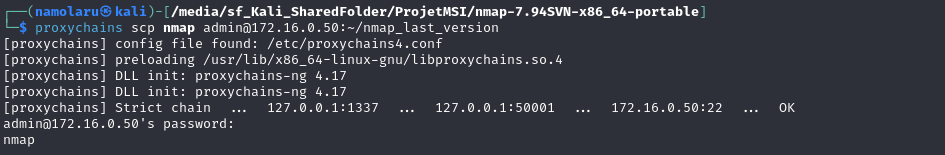 ┌──(namolaru㉿kali)-[/media/sf_Kali_SharedFolder/ProjetMSI/nmap-7.94SVN-x86_64-portable]
└─$ proxychains scp nmap admin@172.16.0.50:~/nmap_last_version
[proxychains] config file found: /etc/proxychains4.conf
[proxychains] preloading /usr/lib/x86_64-linux-gnu/libproxychains.so.4
[proxychains] DLL init: proxychains-ng 4.17
[proxychains] DLL init: proxychains-ng 4.17
[proxychains] Strict chain ... 127.0.0.1:1337 ... 127.0.0.1:50001 ... 172.16.0.50:22 ... OK
admin@172.16.0.50's password:
nmap